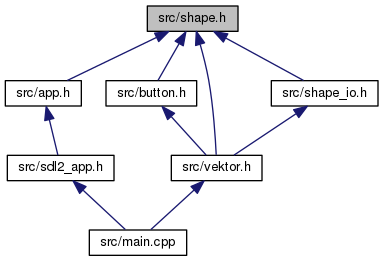 src/shape.h
src/app.h
src/button.h
src/shape_io.h
src/sdl2_app.h
src/vektor.h
src/main.cpp